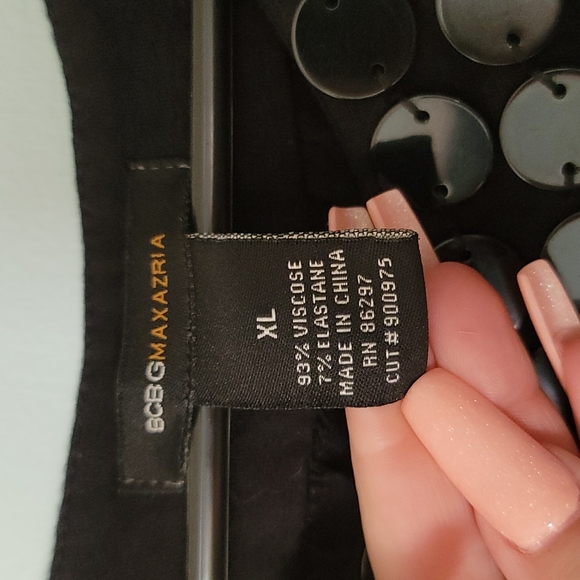 BCBGMAXAZRIA
XL
93% VISCOSE
7% ELASTANE
MADE IN CHINA
RN 86297
CUT # 900975